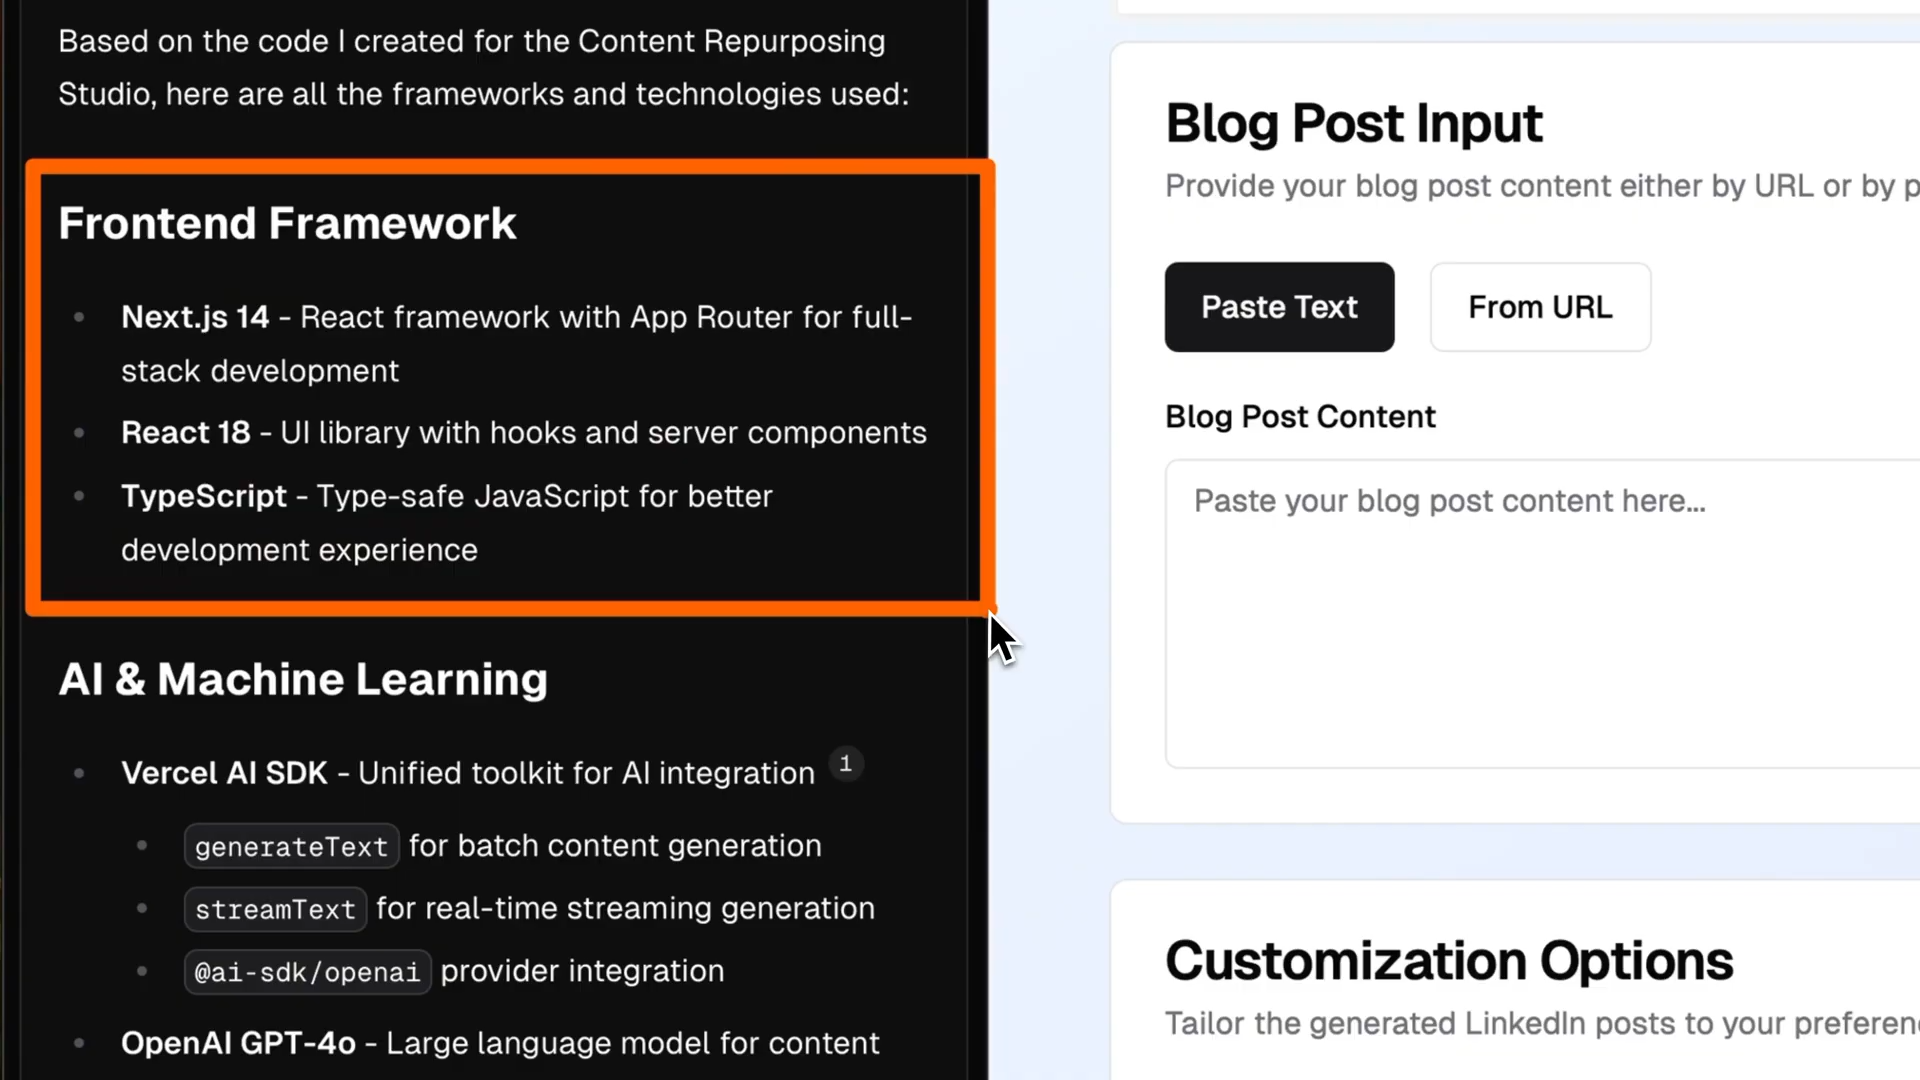 Based on the code I created for the Content Repurposing
Studio, here are all the frameworks and technologies used:
Frontend Framework
Next.js 14 - React framework with App Router for full-
stack development
React 18 - UI library with hooks and server components
TypeScript - Type-safe JavaScript for better
development experience
AI & Machine Learning
Vercel AI SDK - Unified toolkit for AI integration 1
generateText for batch content generation
streamText for real-time streaming generation
@ai-sdk/openai provider integration
OpenAI GPT-4o - Large language model for content
Blog Post Input
Provide your blog post content either by URL or by p
Paste Text
From URL
Blog Post Content
Paste your blog post content here...
Customization Options
Tailor the generated LinkedIn posts to your preferen